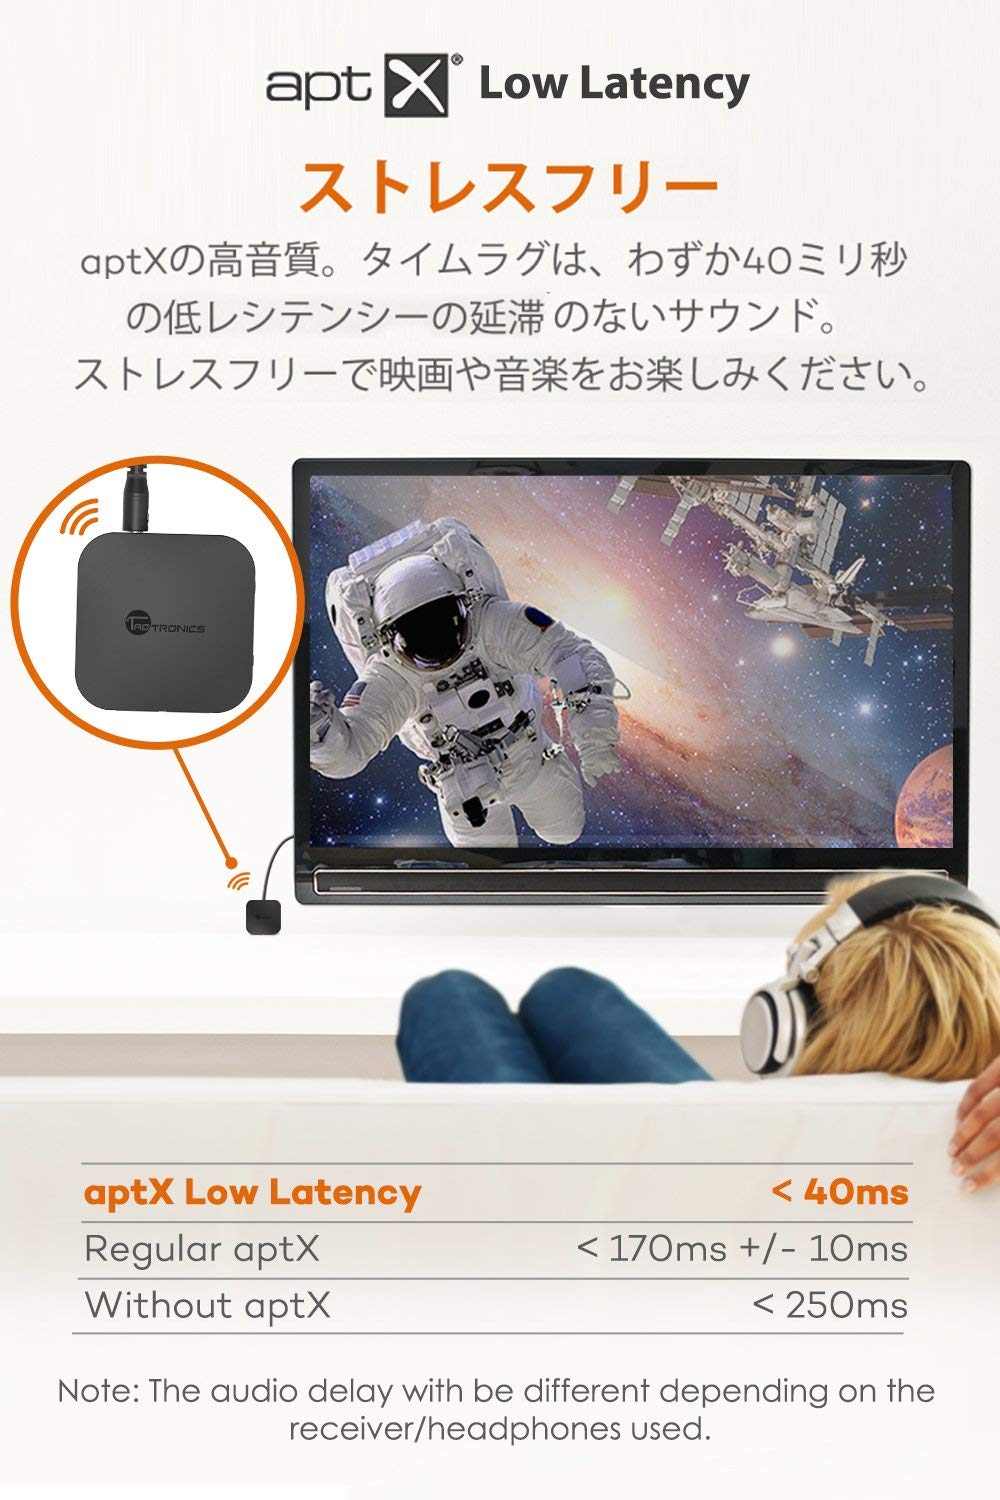 aptX® Low Latency
ストレスフリー
aptXの高音質。タイムラグは、わずか40ミリ秒
の低レシテンシーの延滞 のないサウンド。
ストレスフリーで映画や音楽をお楽しみください。
TAOTRONICS
aptX Low Latency < 40ms
Regular aptX < 170ms +/- 10ms
Without aptX < 250ms
Note: The audio delay with be different depending on the
receiver/headphones used.